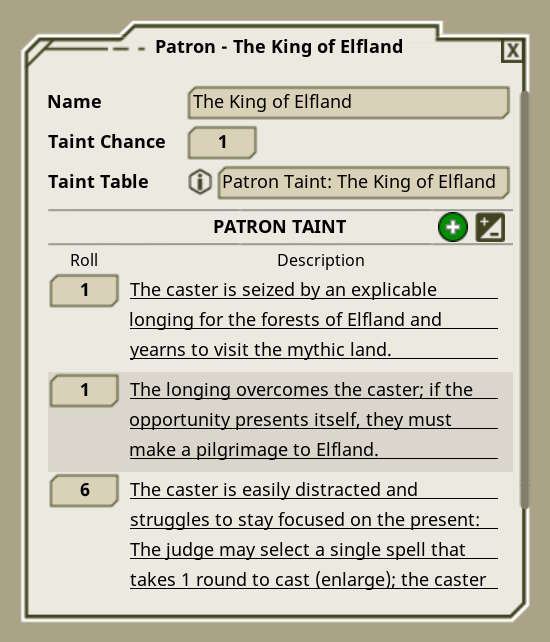 Patron - The King of Elfland
X
Name
The King of Elfland
Taint Chance
1
Taint Table
Patron Taint: The King of Elfland
PATRON TAINT
Roll
Description
1
The caster is seized by an explicable
longing for the forests of Elfland and
yearns to visit the mythic land.
1
The longing overcomes the caster; if the
opportunity presents itself, they must
make a pilgrimage to Elfland.
6
The caster is easily distracted and
struggles to stay focused on the present:
The judge may select a single spell that
takes 1 round to cast (enlarge); the caster